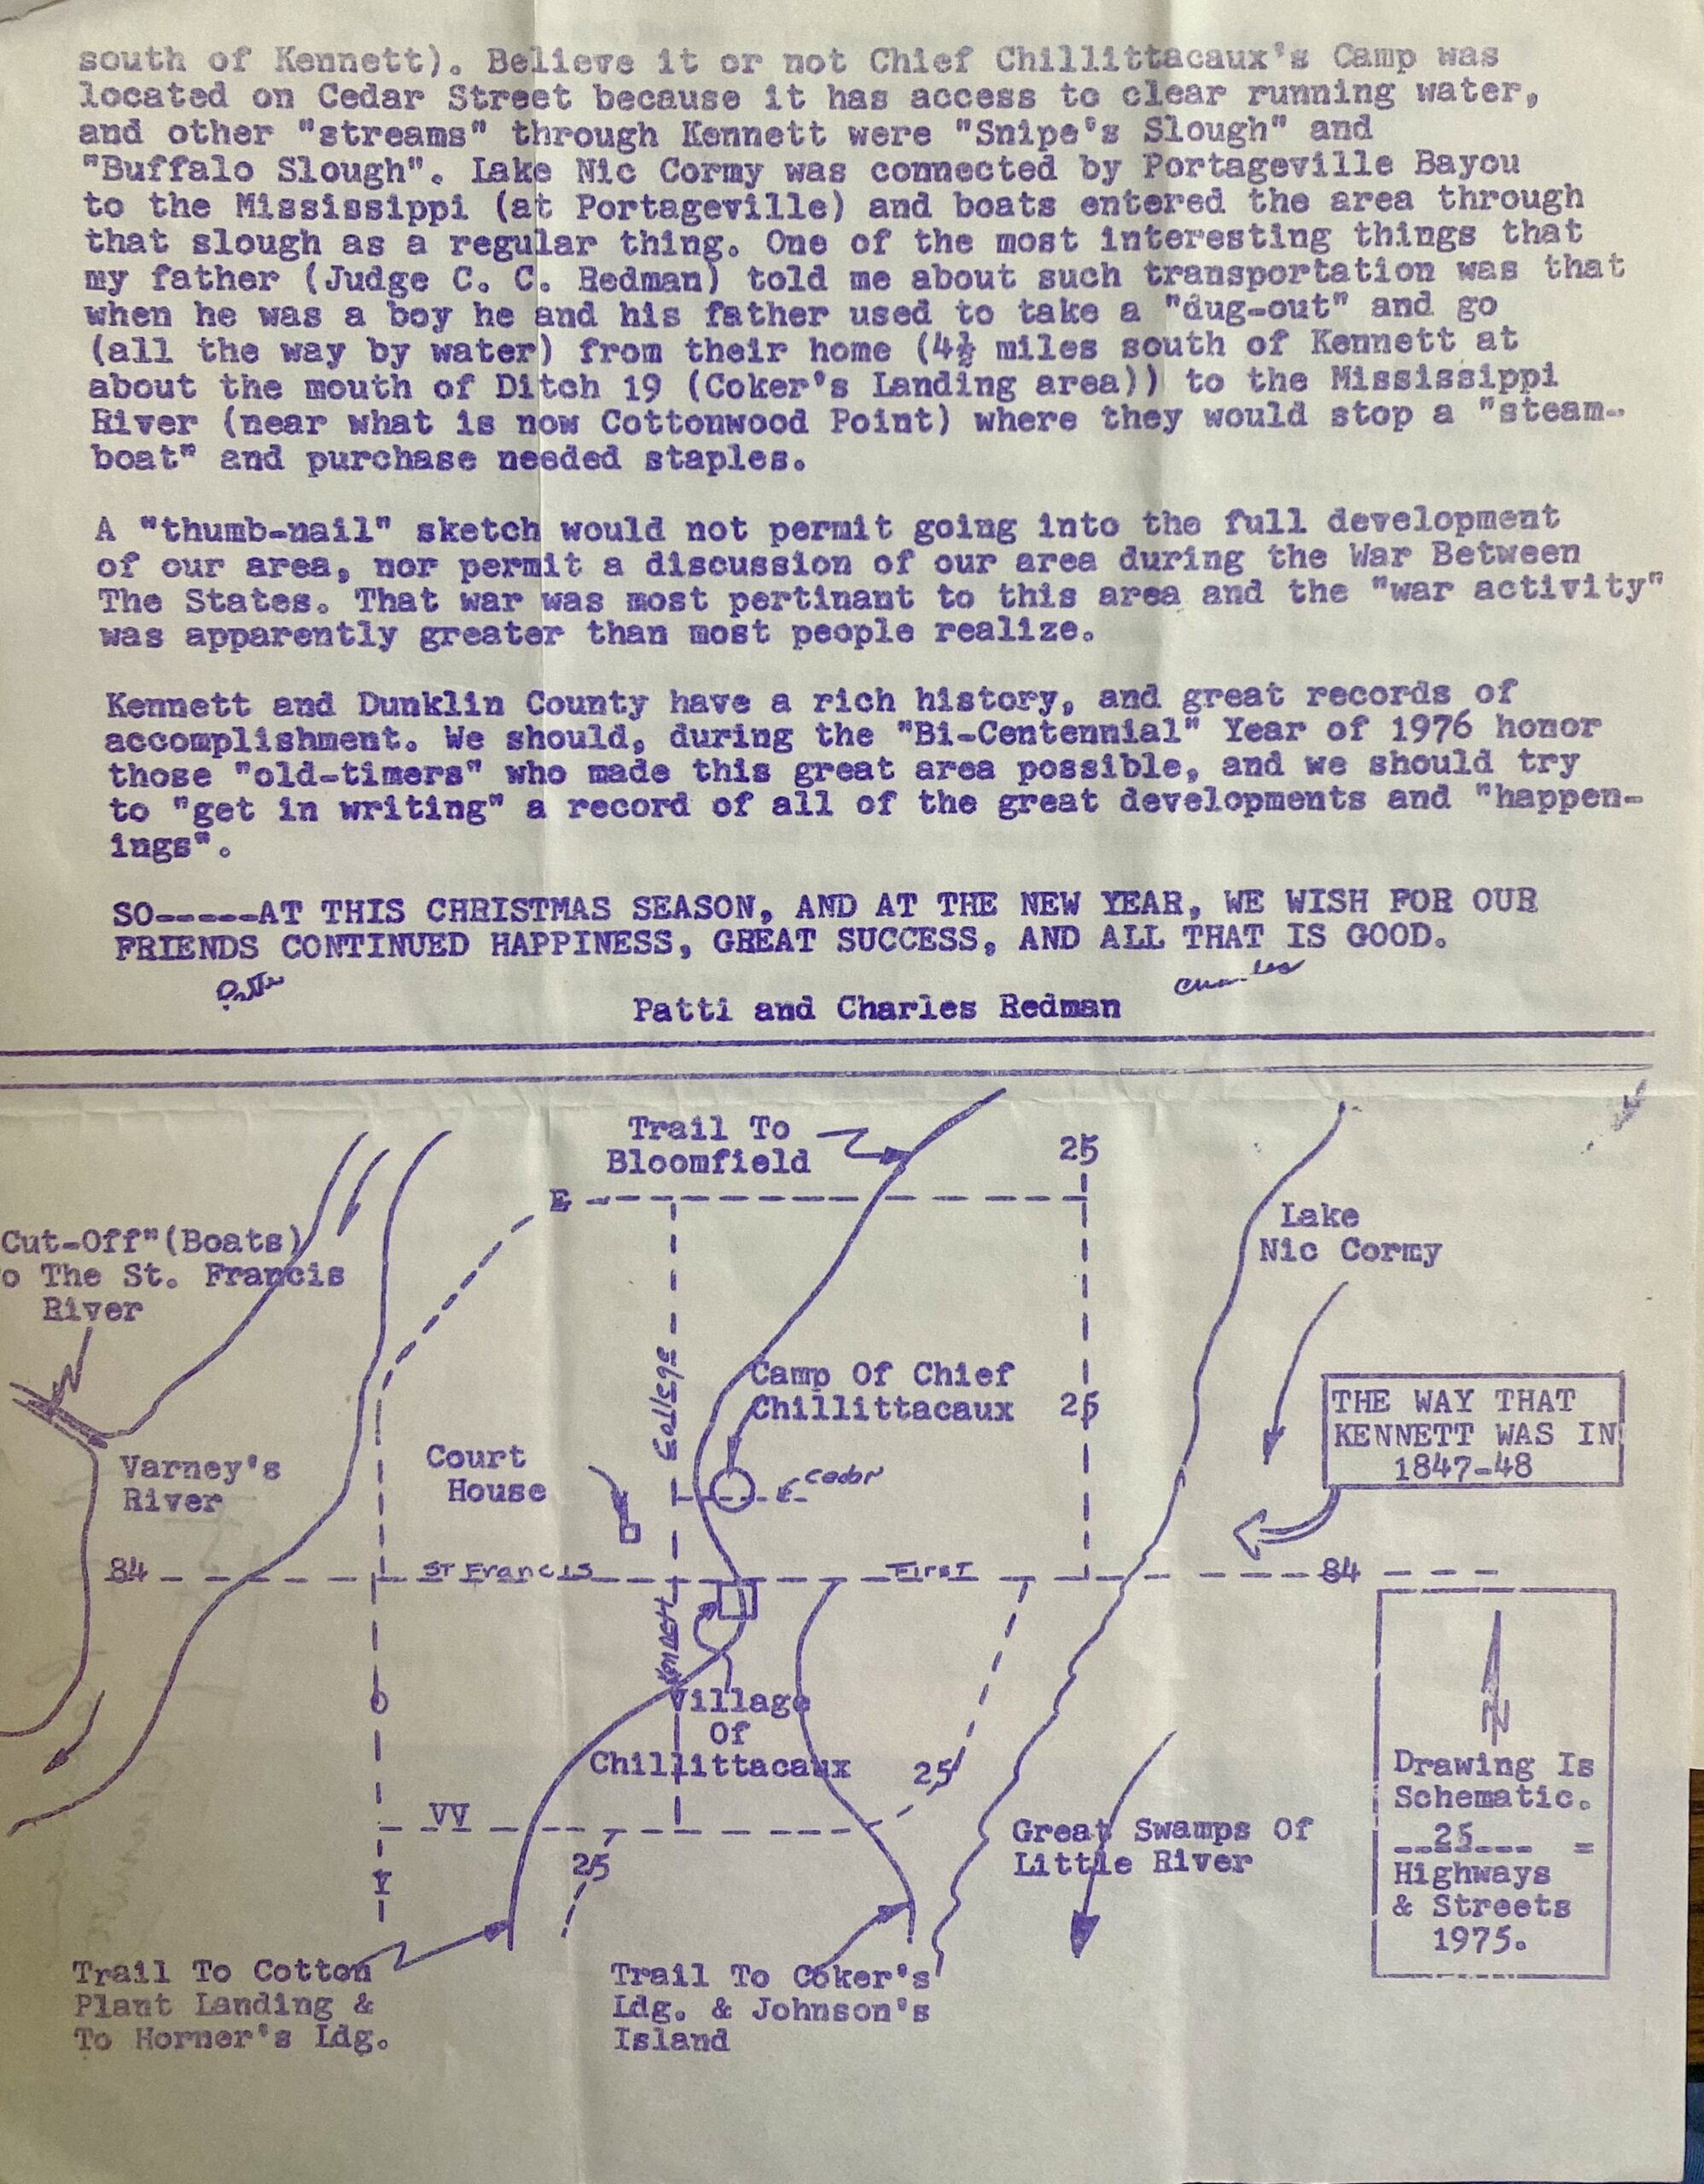 south of Kennett). Believe it or not Chief Chillittacaux's Camp was
located on Cedar Street because it has access to clear running water,
and other "streams" through Kennett were "Snipe's Slough" and
"Buffalo Slough". Lake Nic Cormy was connected by Portageville Bayou
to the Mississippi (at Portageville) and boats entered the area through
that slough as a regular thing. One of the most interesting things that
my father (Judge C. C. Redman) told me about such transportation was that
when he was a boy he and his father used to take a "dug-out" and go
(all the way by water) from their home (4½ miles south of Kennett at
about the mouth of Ditch 19 (Coker's Landing area)) to the Mississippi
River (near what is now Cottonwood Point) where they would stop a "steam-
boat" and purchase needed staples.
A "thumb-nail" sketch would not permit going into the full development
of our area, nor permit a discussion of our area during the War Between
The States. That war was most pertinant to this area and the "war activity"
was apparently greater than most people realize.
Kennett and Dunklin County have a rich history, and great records of
accomplishment. We should, during the "Bi-Centennial" Year of 1976 honor
those "old-timers" who made this great area possible, and we should try
to "get in writing" a record of all of the great developments and "happen-
ings".
SO-----AT THIS CHRISTMAS SEASON, AND AT THE NEW YEAR, WE WISH FOR OUR
FRIENDS CONTINUED HAPPINESS, GREAT SUCCESS, AND ALL THAT IS GOOD.
Patti
Charles
Patti and Charles Redman
Trail To
Bloomfield
25
E
Cut-Off"(Boats)
o The St. Francis
River
Lake
Nic Cormy
College
Camp Of Chief
Chillittacaux
25
THE WAY THAT
KENNETT WAS IN
1847-48
Court
House
Cedar
Varney's
River
84
St Francis
First
84
Kennett
Village
Of
Chillittacaux
25
VV
25
Y
Great Swamps Of
Little River
N
Drawing Is
Schematic.
--25--- =
Highways
& Streets
1975.
Trail To Cotton
Plant Landing &
To Horner's Ldg.
Trail To Coker's
Ldg. & Johnson's
Island